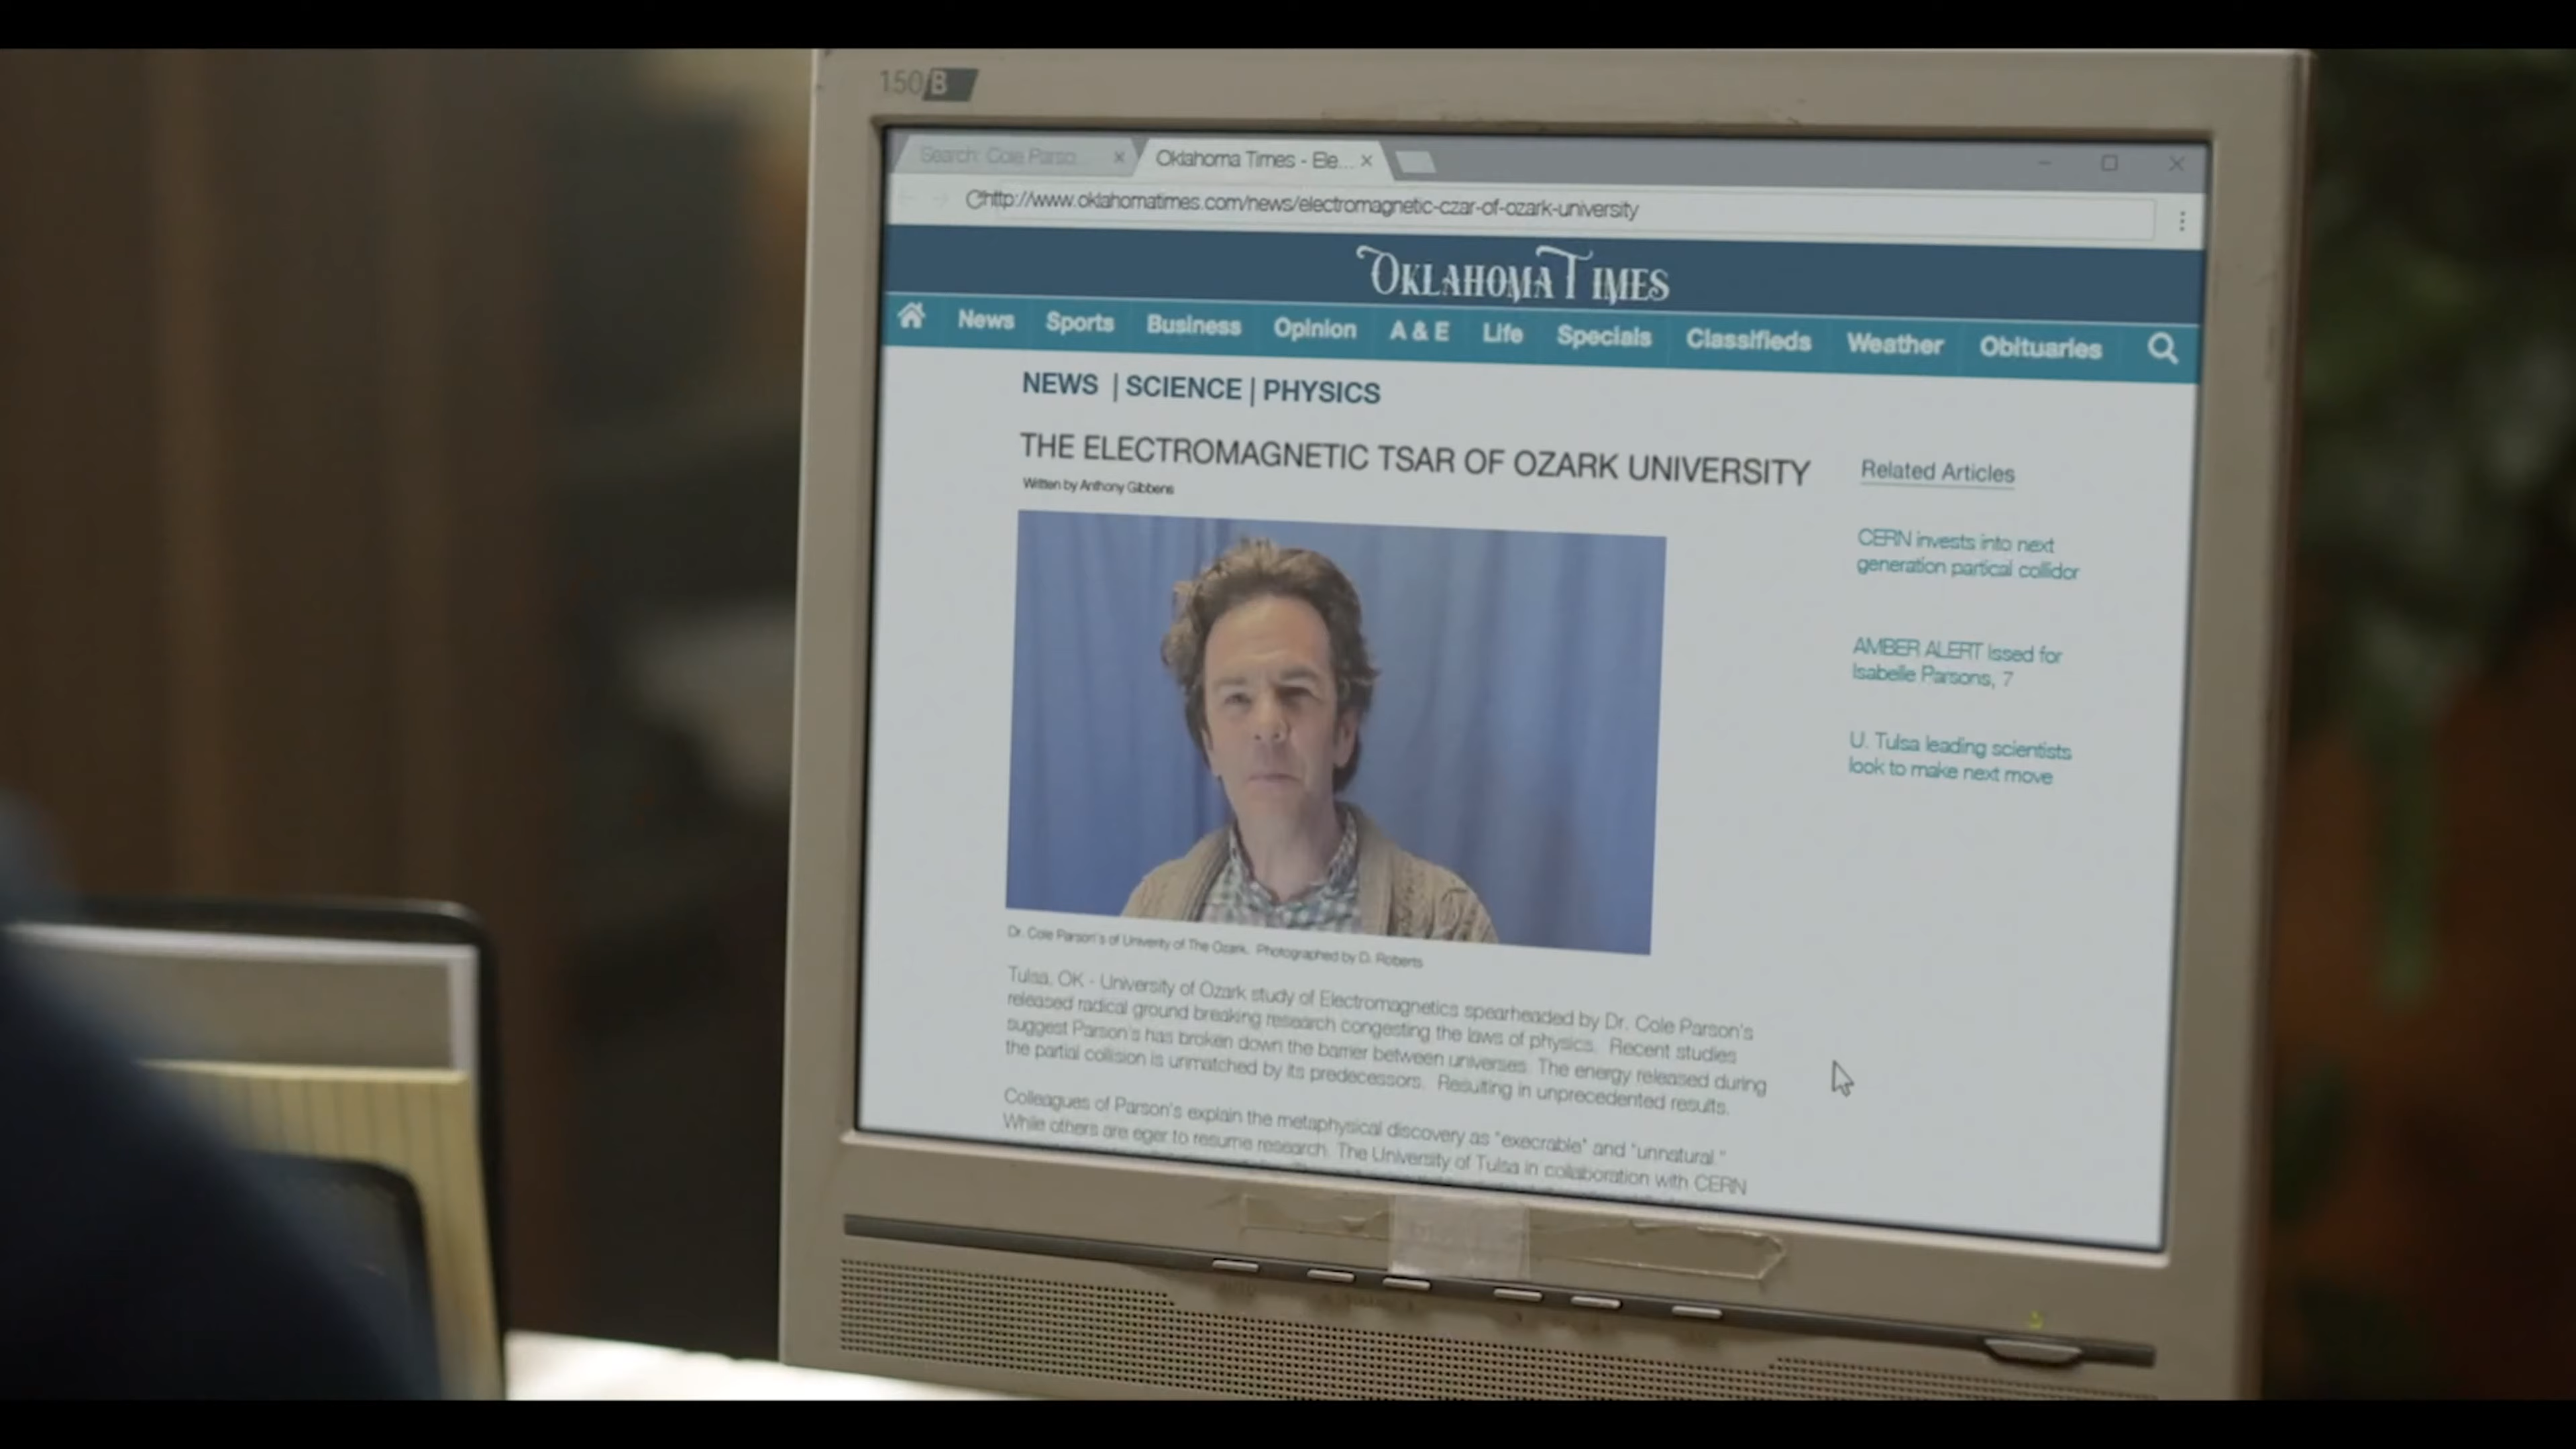 150 B
Search: Cole Parso...
Oklahoma Times - Ele...
http://www.oklahomatimes.com/news/electromagnetic-czar-of-ozark-university
OKLAHOMA TIMES
News Sports Business Opinion A & E Life Specials Classifieds Weather Obituaries
NEWS | SCIENCE | PHYSICS
THE ELECTROMAGNETIC TSAR OF OZARK UNIVERSITY
Written by Anthony Gibbens
Related Articles
CERN invests into next
generation partical collidor
AMBER ALERT Issed for
Isabelle Parsons, 7
U. Tulsa leading scientists
look to make next move
Dr. Cole Parson's of Univerity of The Ozark. Photographed by D. Roberts
Tulsa, OK - University of Ozark study of Electromagnetics spearheaded by Dr. Cole Parson's
released radical ground breaking research congesting the laws of physics. Recent studies
suggest Parson's has broken down the barrier between universes. The energy released during
the partial collision is unmatched by its predecessors. Resulting in unprecedented results.
Colleagues of Parson's explain the metaphysical discovery as "execrable" and "unnatural."
While others are eger to resume research. The University of Tulsa in collaboration with CERN